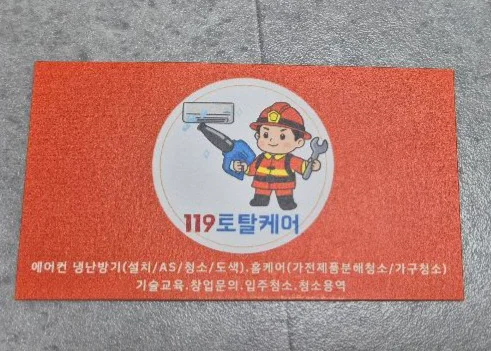 119토탈케어
에어컨 냉난방기(설치/AS/청소/도색).홈케어(가전제품분해청소/가구청소)
기술교육.창업문의.입주청소.청소용역